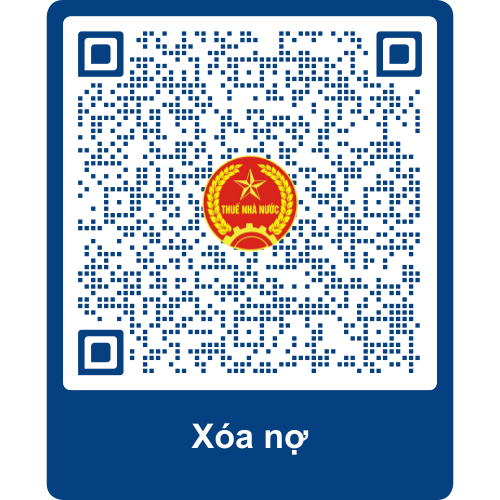 THUẾ NHÀ NƯỚC
Xóa nợ